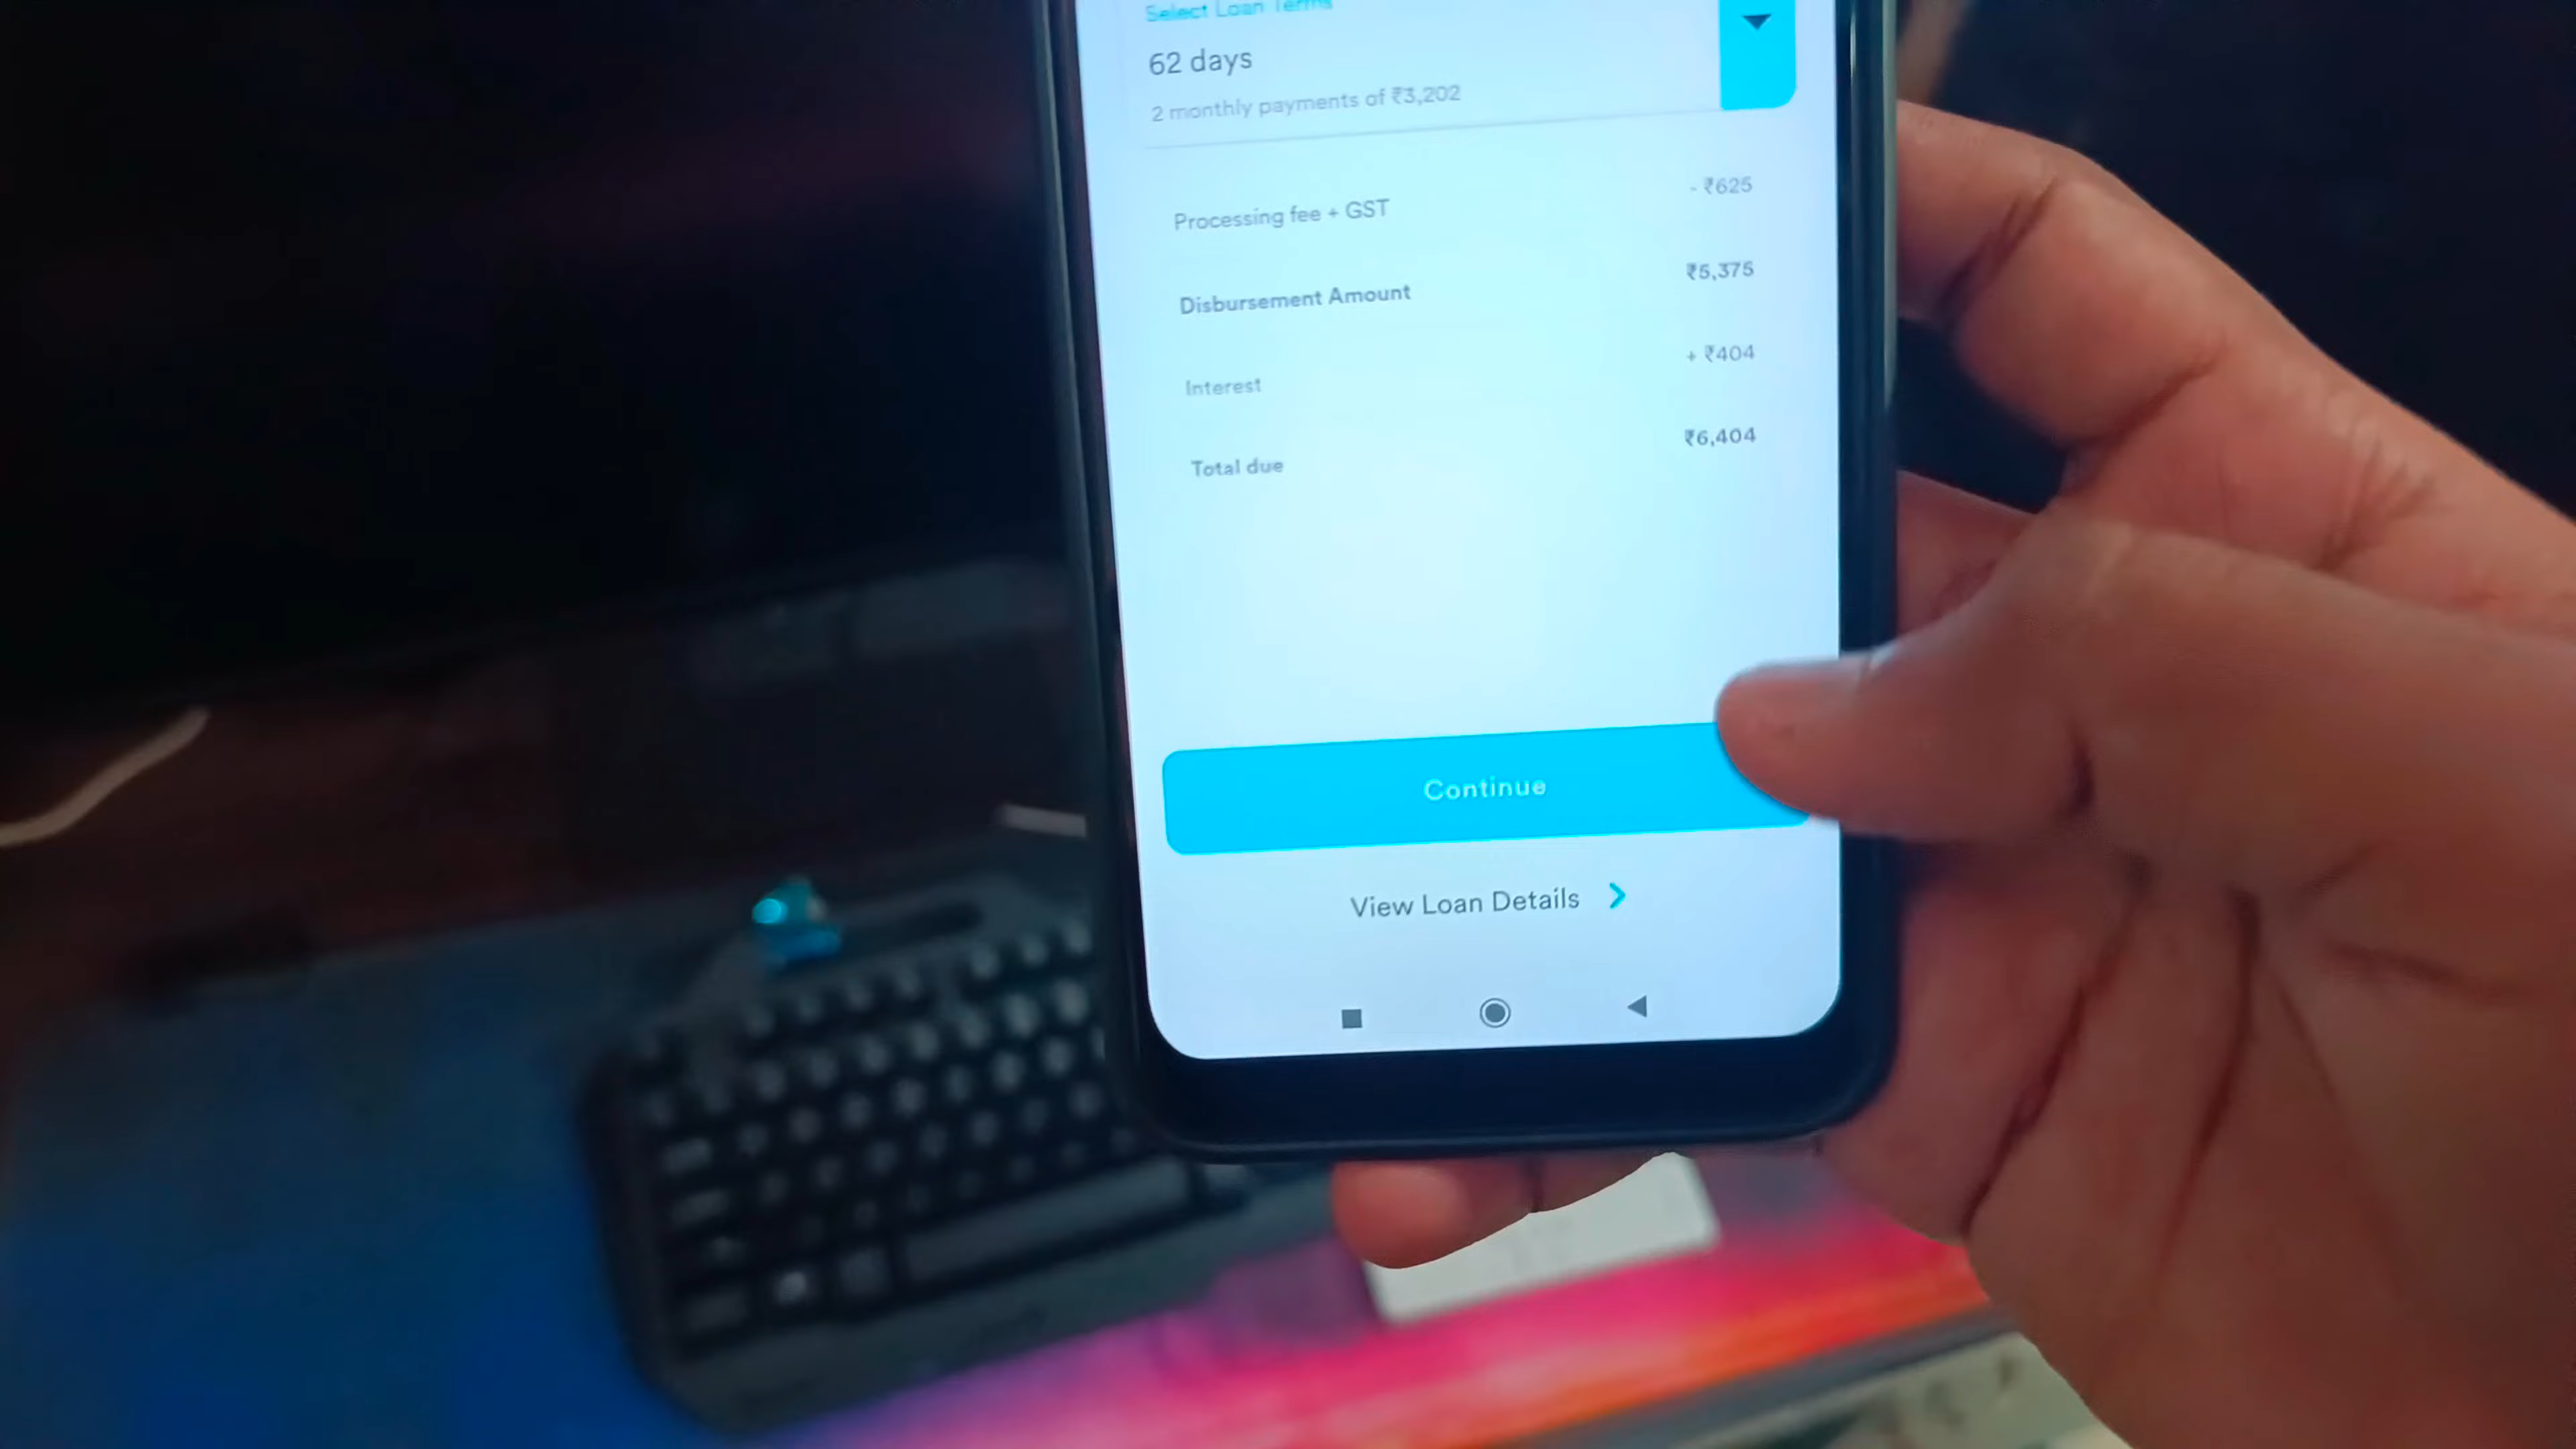 Select Loan Terms
62 days
2 monthly payments of ₹3,202
Processing fee + GST - ₹625
Disbursement Amount ₹5,375
Interest + ₹404
Total due ₹6,404
Continue
View Loan Details